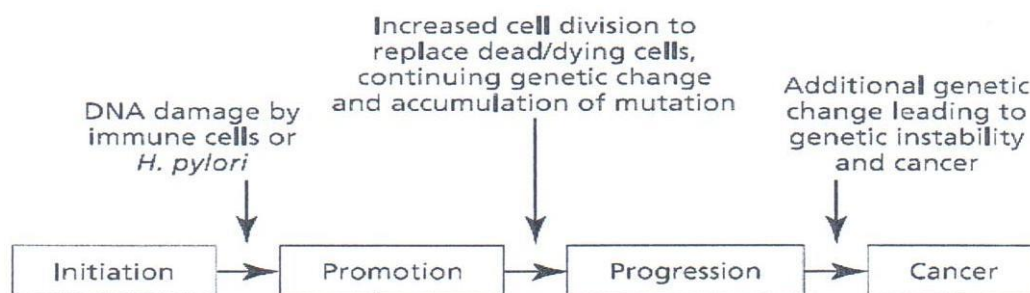 Increased cell division to
replace dead/dying cells,
continuing genetic change
and accumulation of mutation
DNA damage by
immune cells or
H. pylori
Additional genetic
change leading to
genetic instability
and cancer
Initiation
Promotion
Progression
Cancer